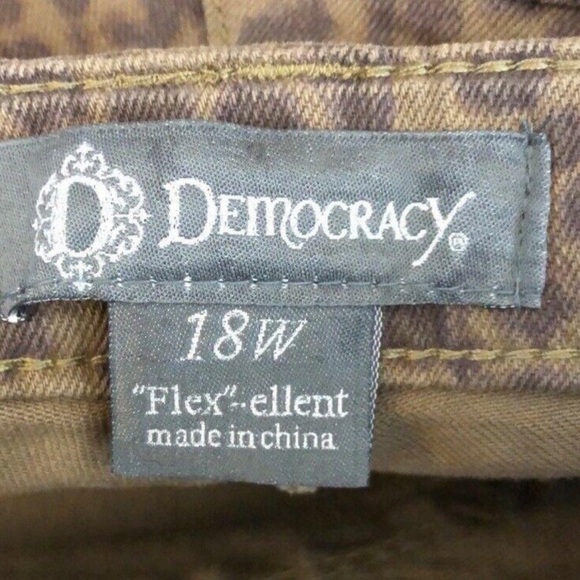 D DEMOCRACY®
18W
"Flex"-ellent
made in china